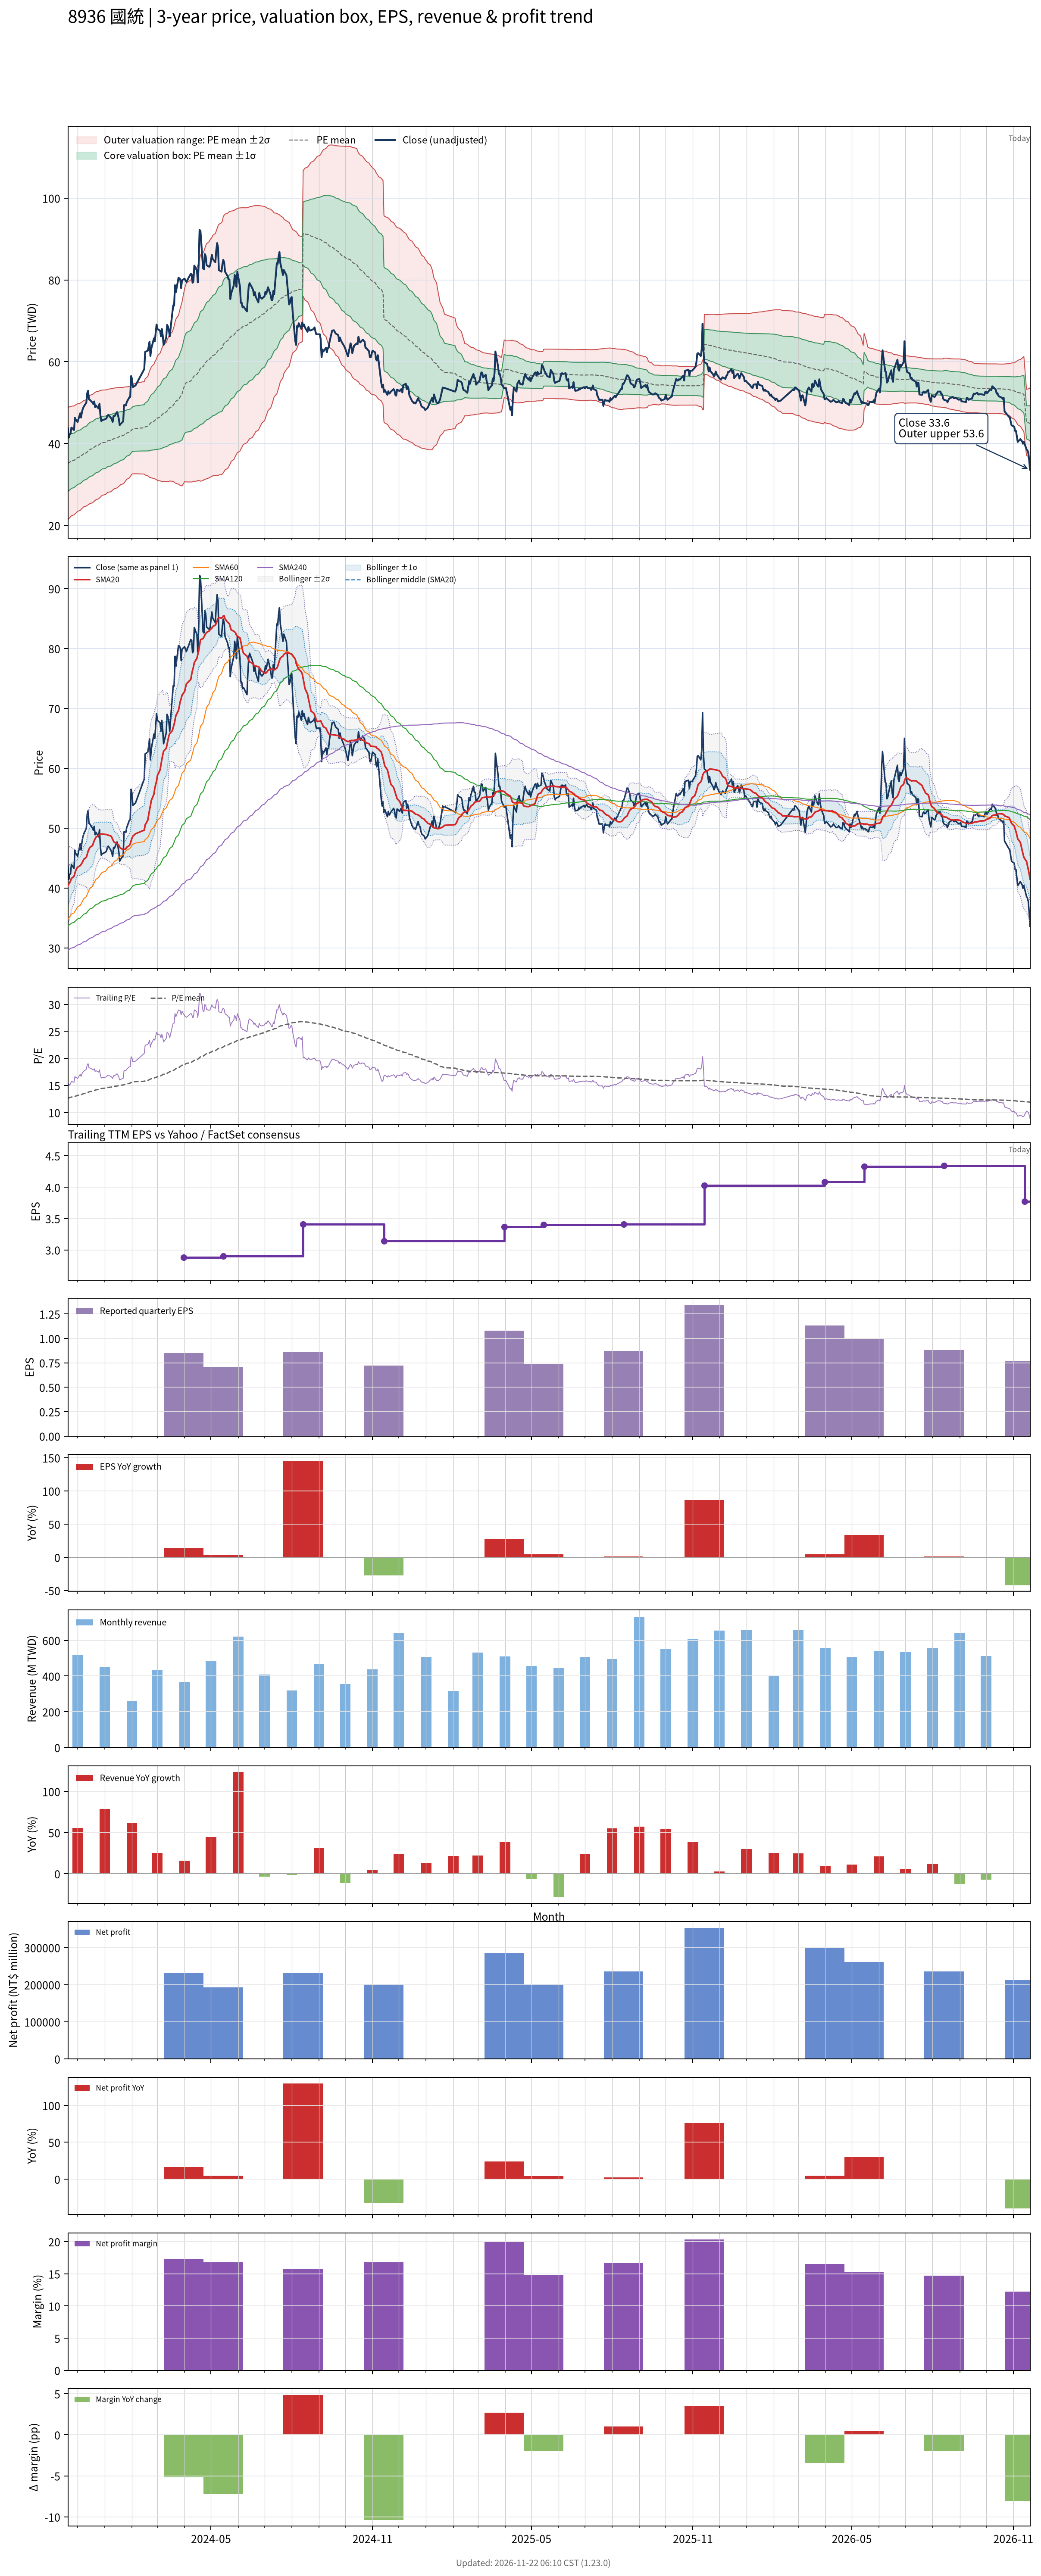 8936 國統 | 3-year price, valuation box, EPS, revenue & profit trend
Outer valuation range: PE mean ±2σ
PE mean
Close (unadjusted)
Core valuation box: PE mean ±1σ
Today
Price (TWD)
100
80
60
40
20
Close 33.6
Outer upper 53.6
Close (same as panel 1)
SMA60
SMA240
Bollinger ±1σ
SMA20
SMA120
Bollinger ±2σ
Bollinger middle (SMA20)
Price
90
80
70
60
50
40
30
Trailing P/E
P/E mean
P/E
30
25
20
15
10
Trailing TTM EPS vs Yahoo / FactSet consensus
Today
EPS
4.5
4.0
3.5
3.0
Reported quarterly EPS
EPS
1.25
1.00
0.75
0.50
0.25
0.00
EPS YoY growth
YoY (%)
150
100
50
0
-50
Monthly revenue
Revenue (M TWD)
600
400
200
0
Revenue YoY growth
YoY (%)
100
50
0
Month
Net profit
Net profit (NT$ million)
300000
200000
100000
0
Net profit YoY
YoY (%)
100
50
0
Net profit margin
Margin (%)
20
15
10
5
0
Margin YoY change
Δ margin (pp)
5
0
-5
-10
2024-05
2024-11
2025-05
2025-11
2026-05
2026-11
Updated: 2026-11-22 06:10 CST (1.23.0)